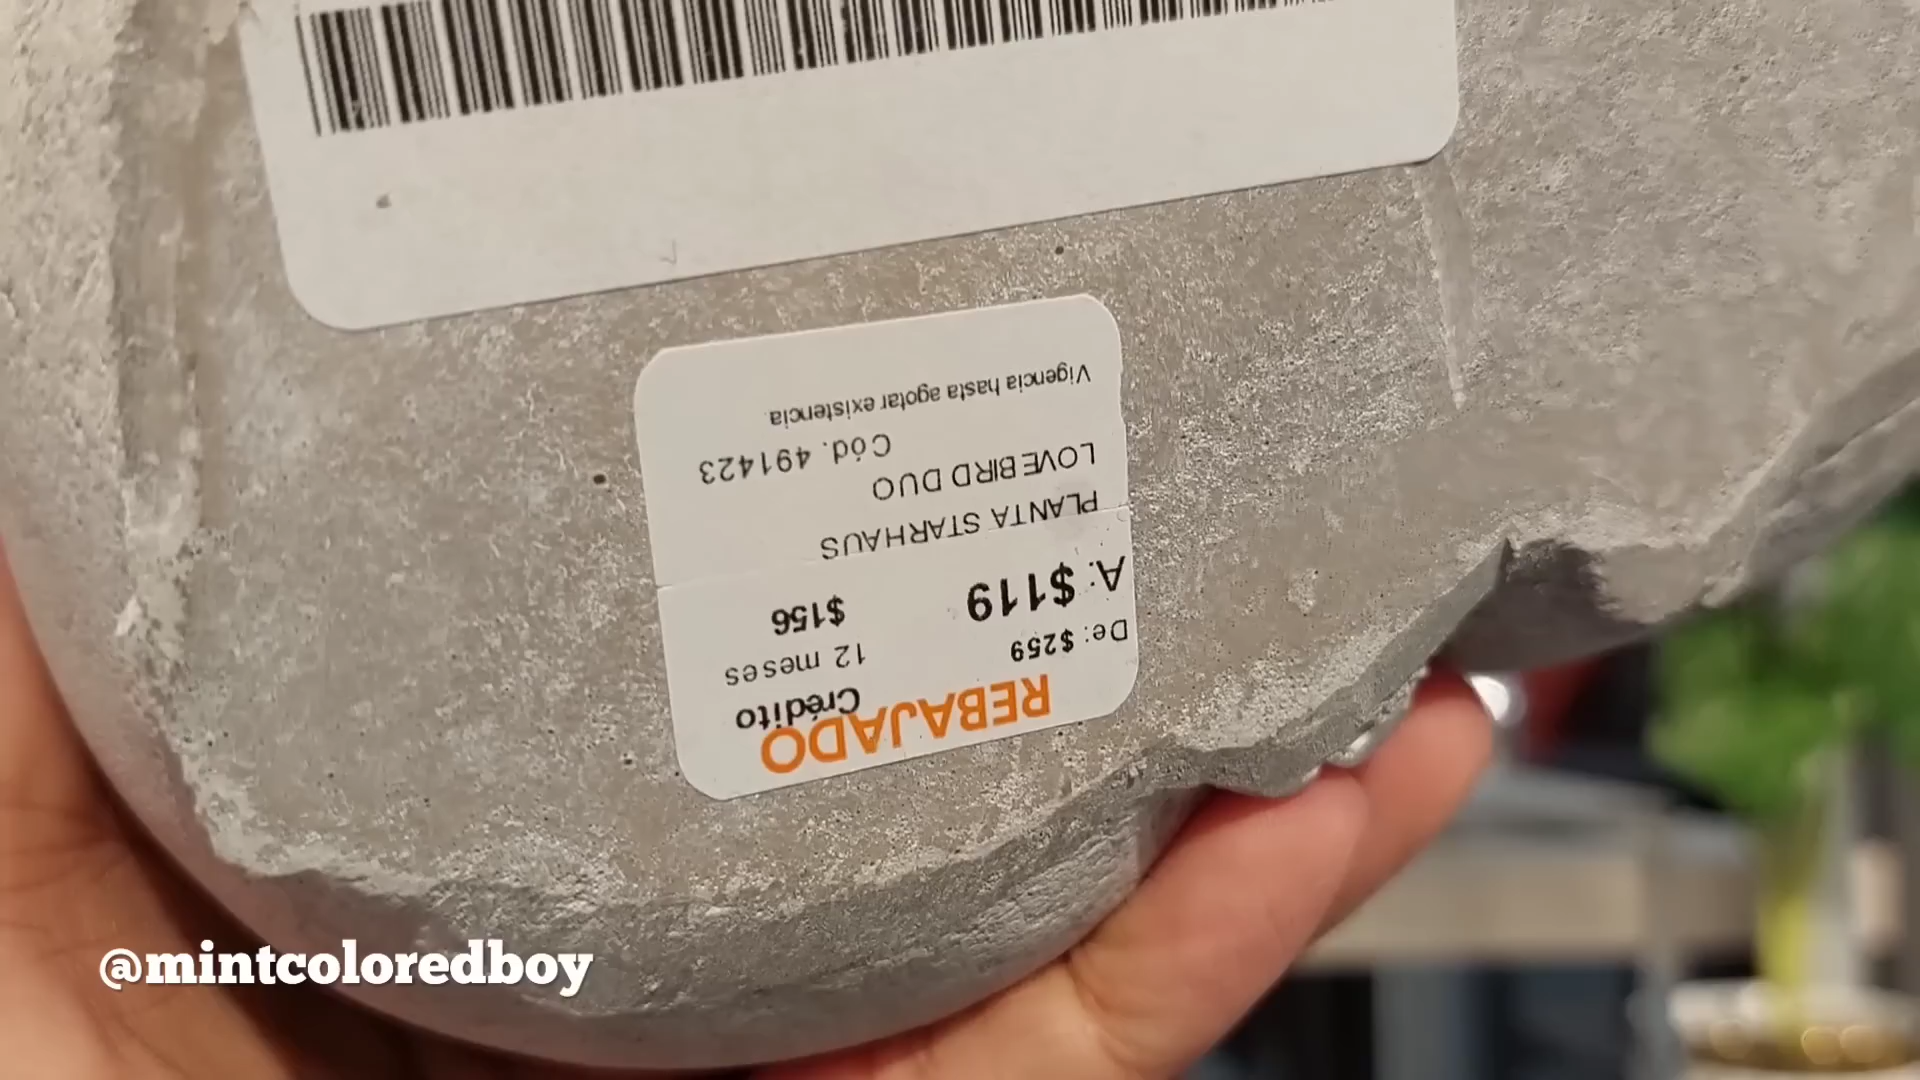 REBAJADO
De: $259
A: $119
Crédito
12 meses
$156
PLANTA STARHAUS
LOVE BIRD DUO
Cód. 491423
Vigencia hasta agotar existencia.
@mintcoloredboy